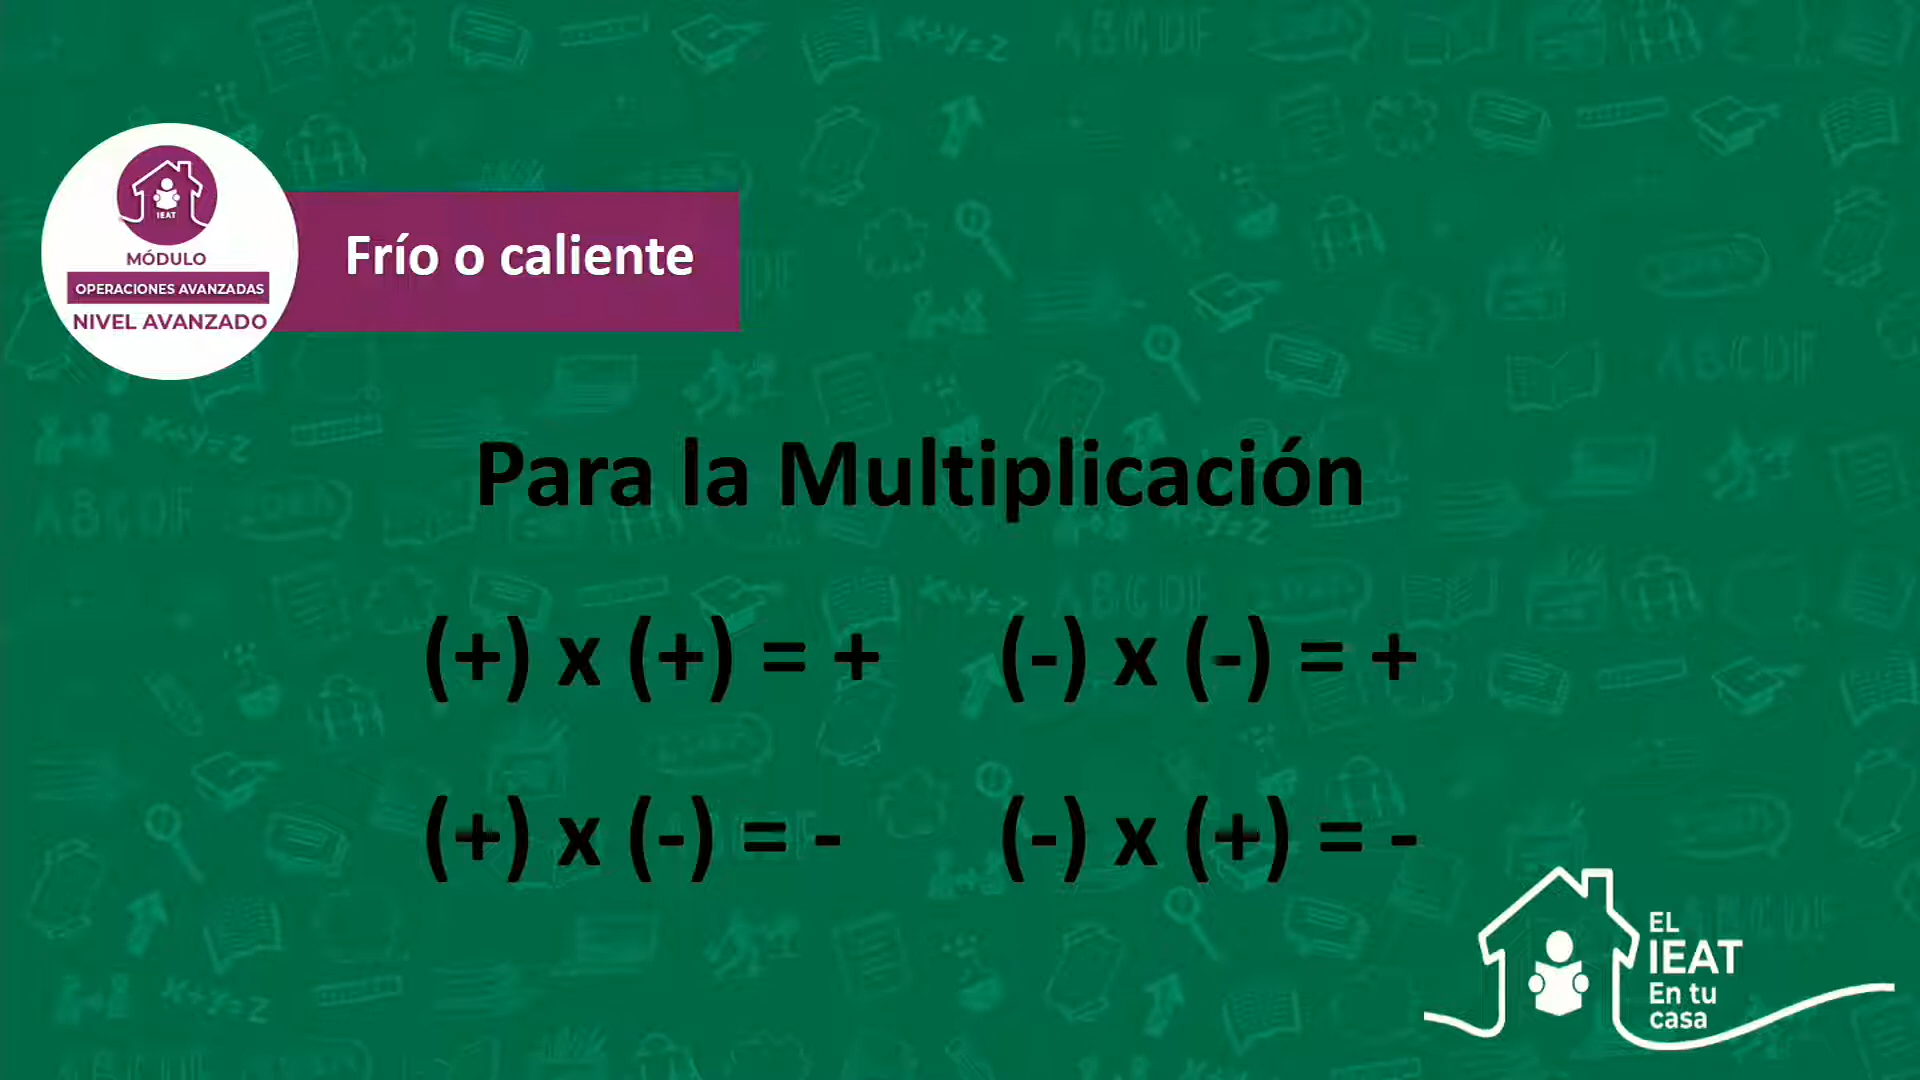 IEAT
MÓDULO
OPERACIONES AVANZADAS
NIVEL AVANZADO
Frío o caliente
Para la Multiplicación
(+) x (+) = + (-) x (-) = +
(+) x (-) = - (-) x (+) = -
EL
IEAT
En tu
casa